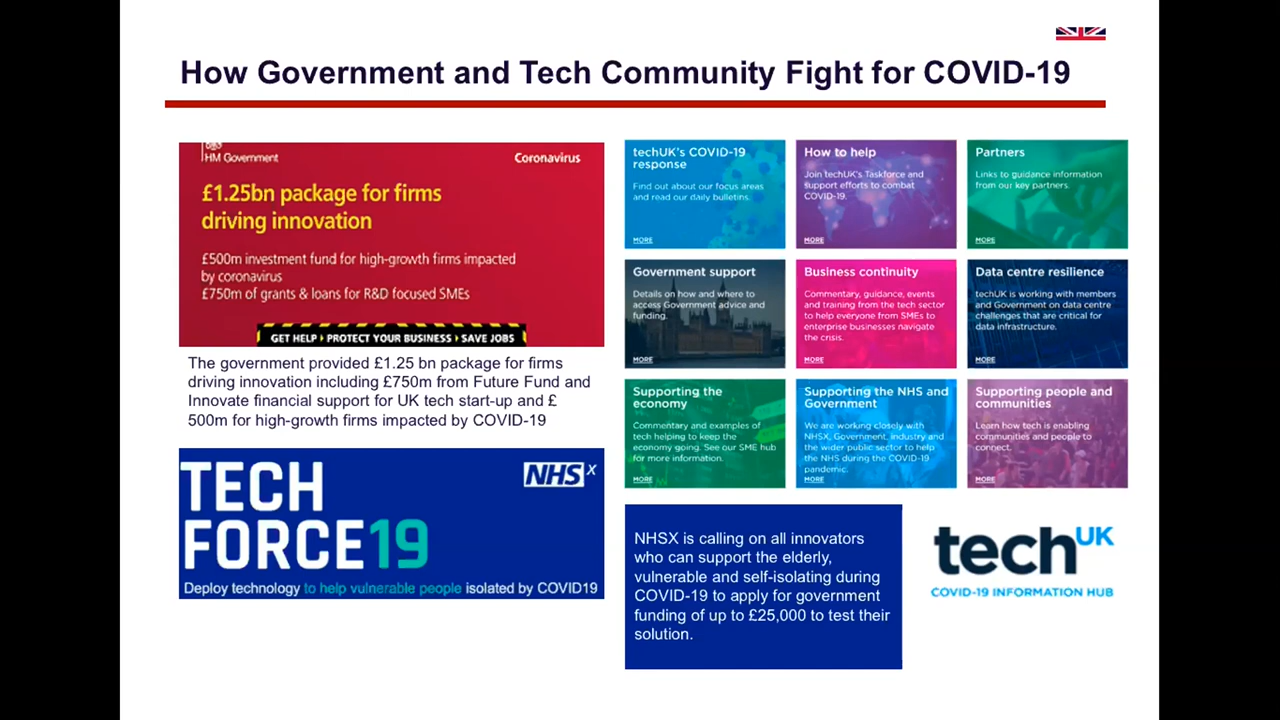 How Government and Tech Community Fight for COVID-19
HM Government
Coronavirus
£1.25bn package for firms
driving innovation
£500m investment fund for high-growth firms impacted
by coronavirus
£750m of grants & loans for R&D focused SMEs
GET HELP PROTECT YOUR BUSINESS SAVE JOBS
The government provided £1.25 bn package for firms
driving innovation including £750m from Future Fund and
Innovate financial support for UK tech start-up and £
500m for high-growth firms impacted by COVID-19
TECH
FORCE19
NHSX
Deploy technology to help vulnerable people isolated by COVID19
techUK's COVID-19
response
Find out about our focus areas
and read our daily bulletins.
MORE
How to help
Join techUK's Taskforce and
support efforts to combat
COVID-19.
MORE
Partners
Links to guidance information
from our key partners.
MORE
Government support
Details on how and where to
access Government advice and
funding.
MORE
Business continuity
Commentary, guidance, events
and training from the tech sector
to help everyone from SMEs to
enterprise businesses navigate
the crisis.
MORE
Data centre resilience
techUK is working with members
and Government on data centre
challenges that are critical for
data infrastructure.
MORE
Supporting the
economy
Commentary and examples of
tech helping to keep the
economy going. See our SME hub
for more information.
MORE
Supporting the NHS and
Government
We are working closely with
NHSX, Government, industry and
the wider public sector to help
the NHS during the COVID-19
pandemic.
MORE
Supporting people and
communities
Learn how tech is enabling
communities and people to
connect.
MORE
NHSX is calling on all innovators
who can support the elderly,
vulnerable and self-isolating during
COVID-19 to apply for government
funding of up to £25,000 to test their
solution.
techUK
COVID-19 INFORMATION HUB